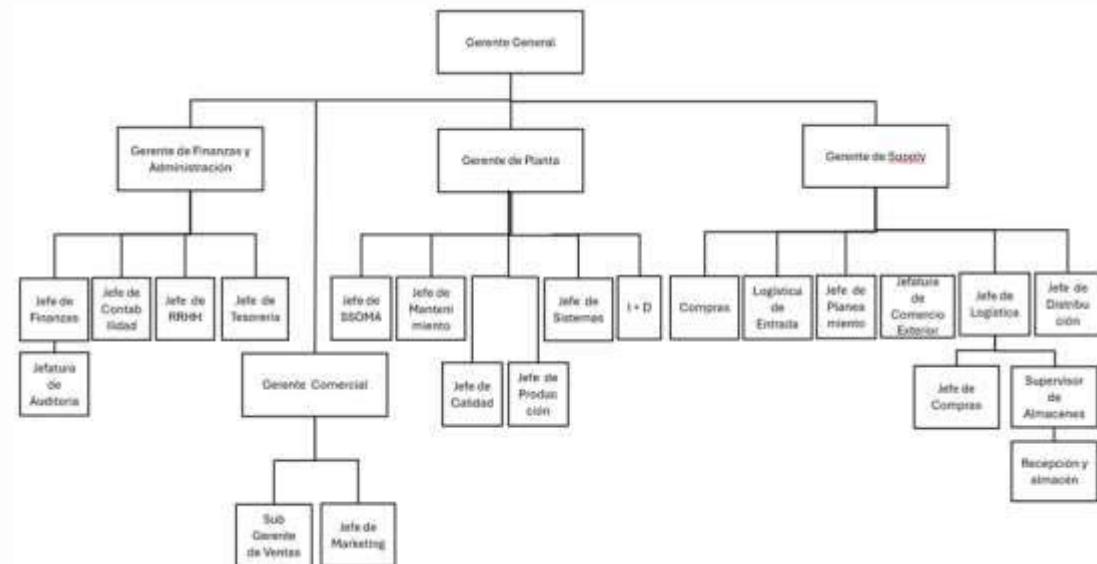 Gerente General
Gerente de Finanzas y
Administración
Gerente de Planta
Gerente de Supply
Jefe de
Finanzas
Jefe de
Contab
ilidad
Jefe de
RRHH
Jefe de
Tesorería
Jefe de
SSOMA
Jefe de
Manteni
miento
Jefe de
Sistemas
I + D
Compras
Logística
de
Entrada
Jefe de
Planea
miento
Jefatura
de
Comercio
Exterior
Jefe de
Logística
Jefe de
Distribu
ción
Jefatura
de
Auditoria
Gerente Comercial
Jefe de
Calidad
Jefe de
Produc
ción
Jefe de
Compras
Supervisor
de
Almacenes
Recepción y
almacén
Sub
Gerente
de Ventas
Jefe de
Marketing